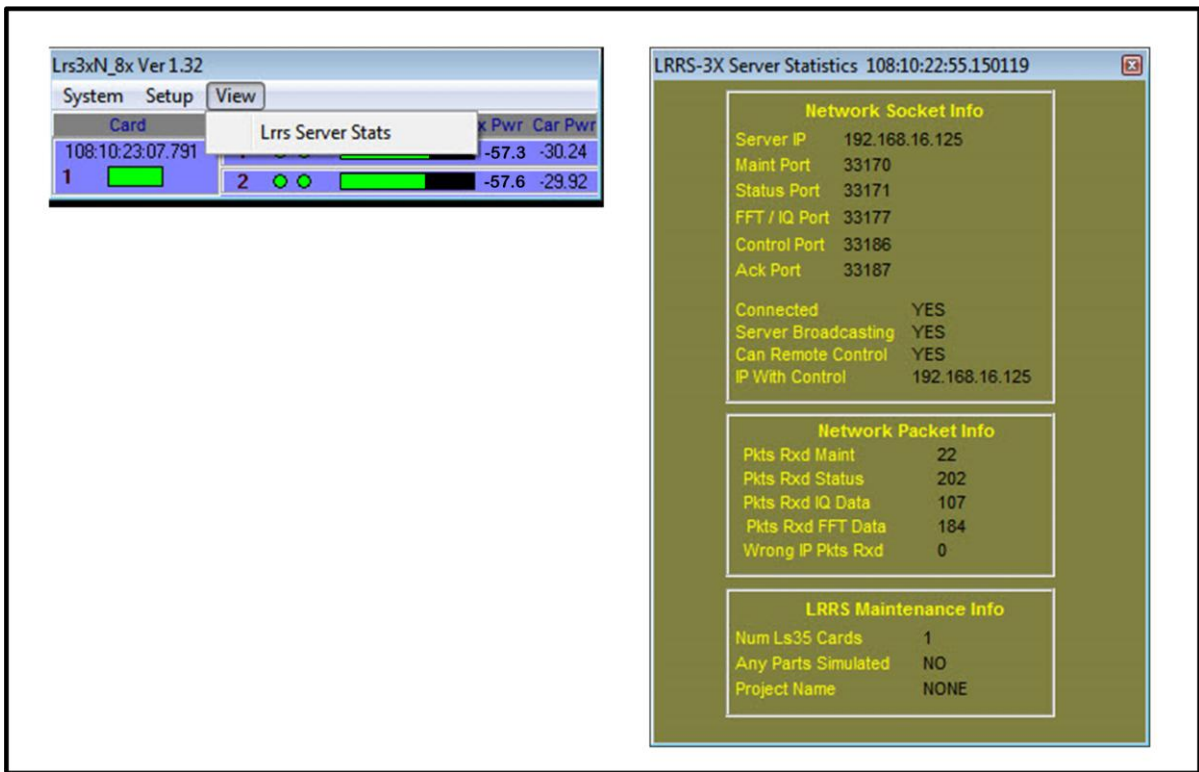 Lrs3xN_8x Ver 1.32
System Setup View
Lrrs Server Stats
Card x Pwr Car Pwr
108:10:23:07.791 -57.3 -30.24
1
2 -57.6 -29.92
LRRS-3X Server Statistics 108:10:22:55.150119
Network Socket Info
Server IP 192.168.16.125
Maint Port 33170
Status Port 33171
FFT / IQ Port 33177
Control Port 33186
Ack Port 33187
Connected YES
Server Broadcasting YES
Can Remote Control YES
IP With Control 192.168.16.125
Network Packet Info
Pkts Rxd Maint 22
Pkts Rxd Status 202
Pkts Rxd IQ Data 107
Pkts Rxd FFT Data 184
Wrong IP Pkts Rxd 0
LRRS Maintenance Info
Num Ls35 Cards 1
Any Parts Simulated NO
Project Name NONE